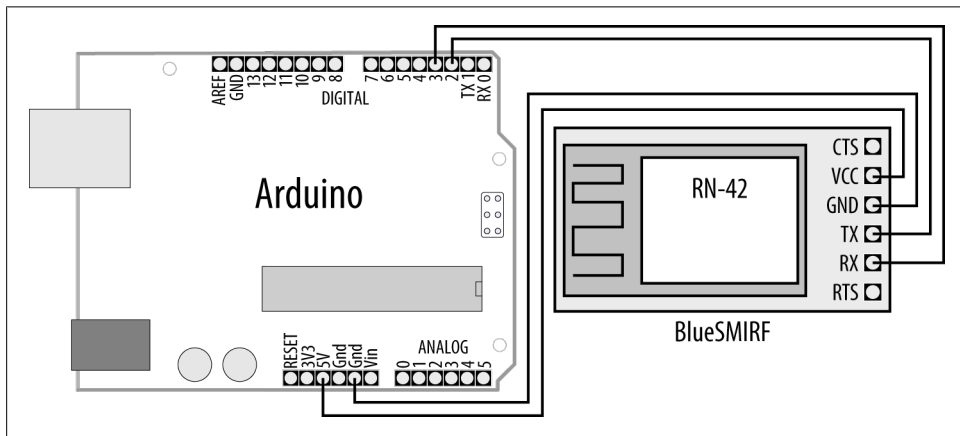 AREF
GND
13
12
11
10
9
8
7
6
5
4
3
2
TX 1
RX 0
DIGITAL
Arduino
RESET
3V3
5V
Gnd
Gnd
Vin
ANALOG
0
1
2
3
4
5
RN-42
CTS
VCC
GND
TX
RX
RTS
BlueSMIRF